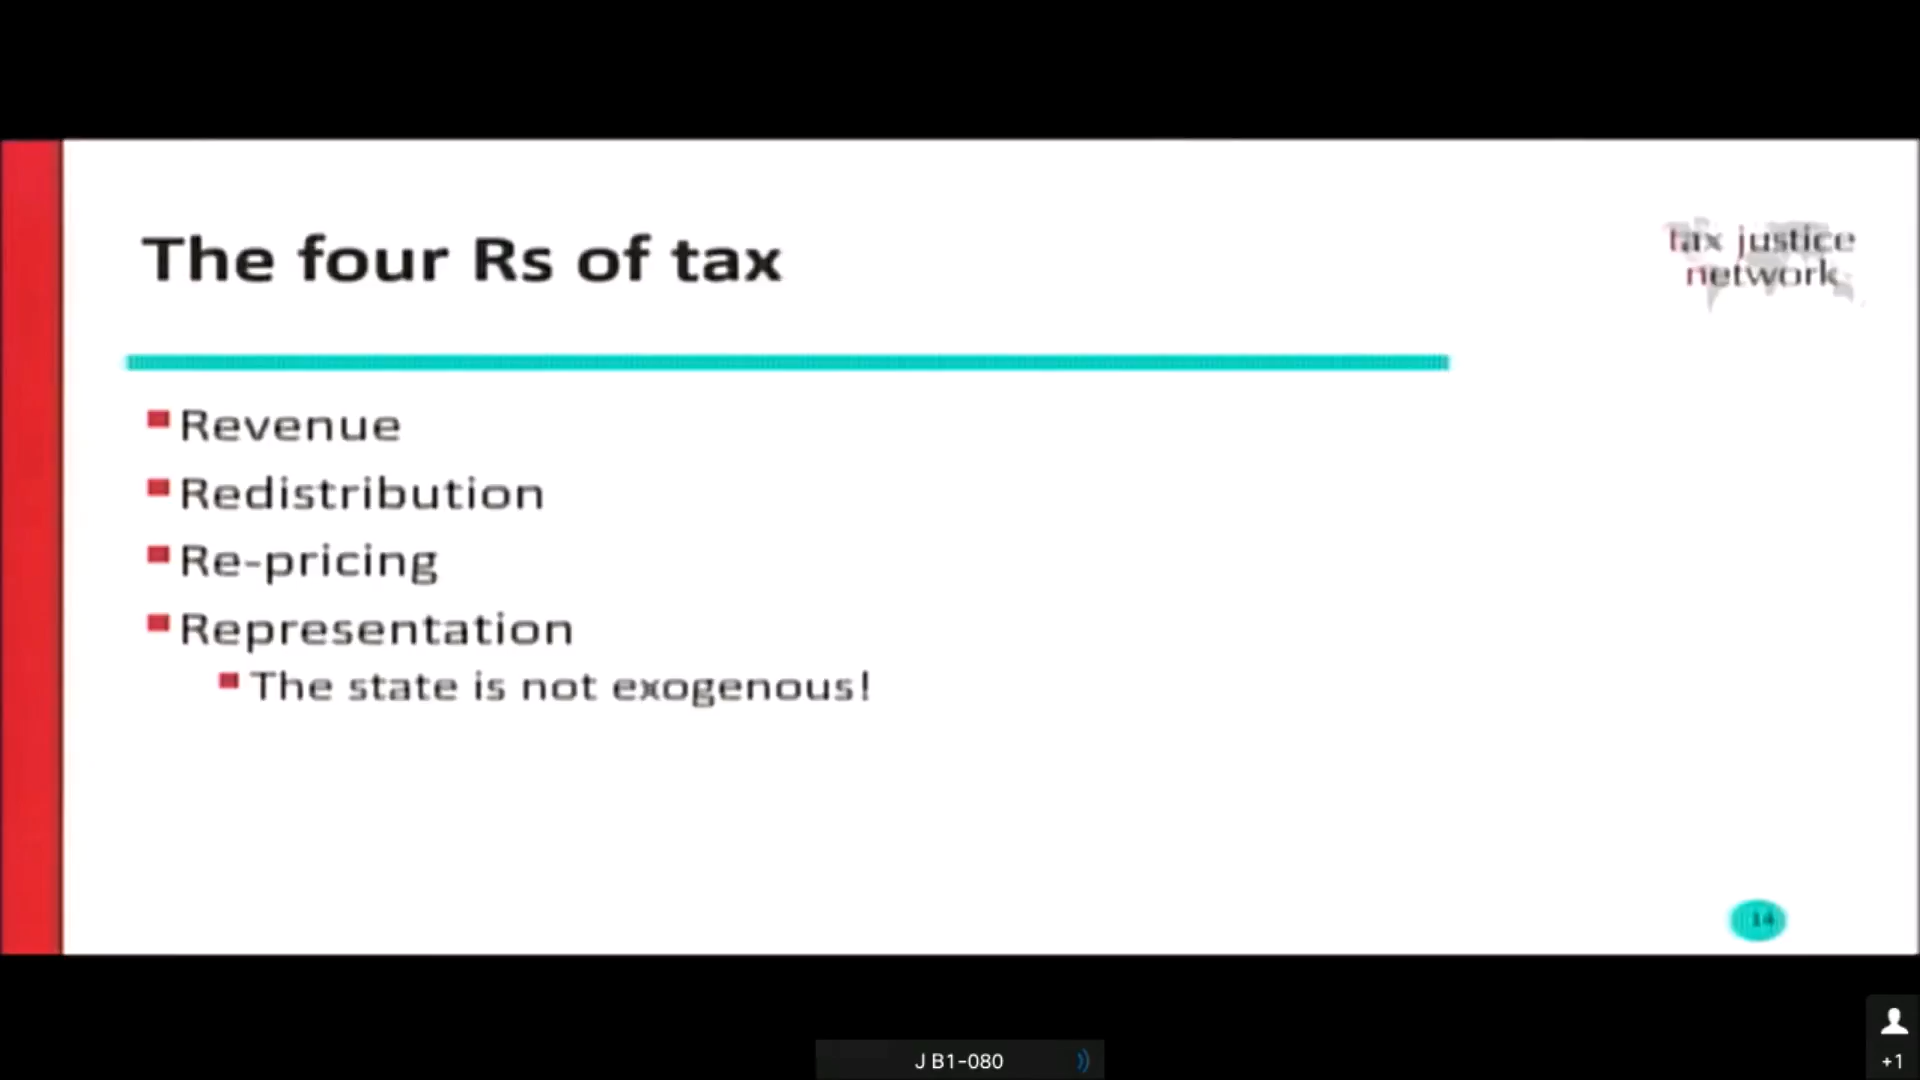 The four Rs of tax
tax justice
network
Revenue
Redistribution
Re-pricing
Representation
The state is not exogenous!
14
J B1-080
+1